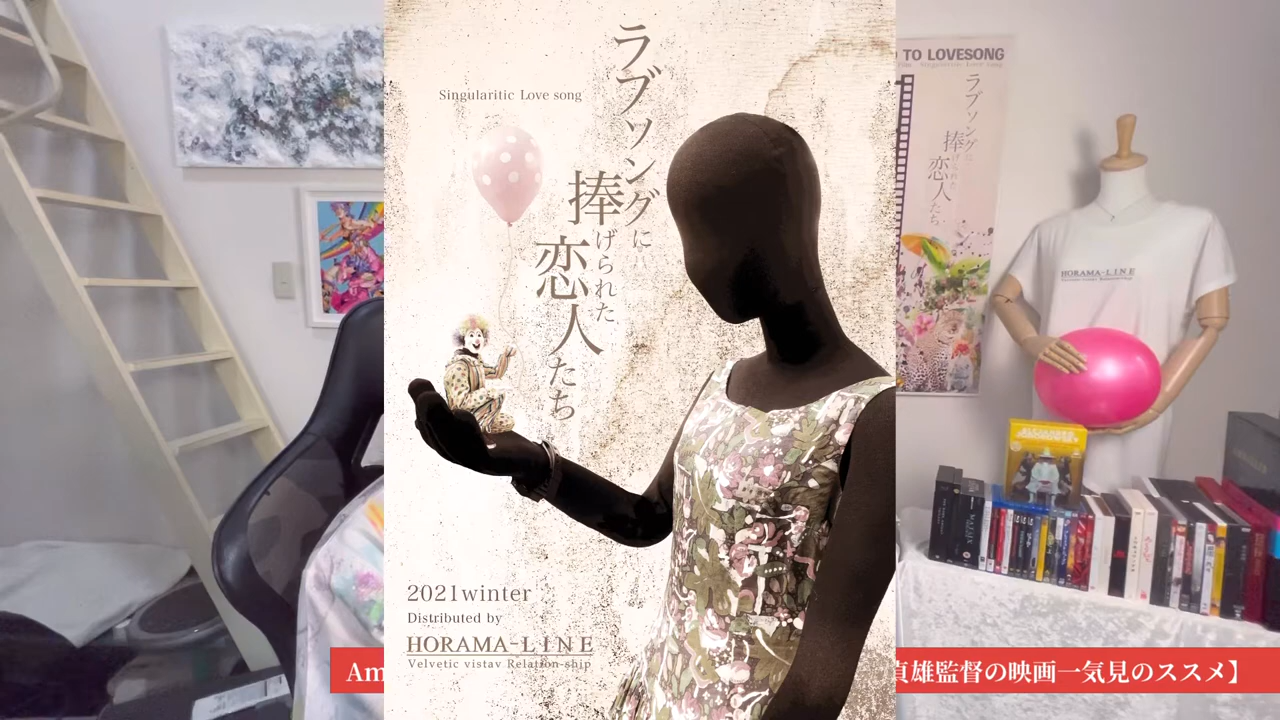 Singularitic Love song
ラブソングに
捧げられた
恋人たち
2021winter
Distributed by
HORAMA-LINE
Velvetic vistav Relation-ship
TO LOVESONG
ラブソングに
捧げられた
恋人たち
HORAMA-LINE
Am
貞雄監督の映画一気見のススメ】